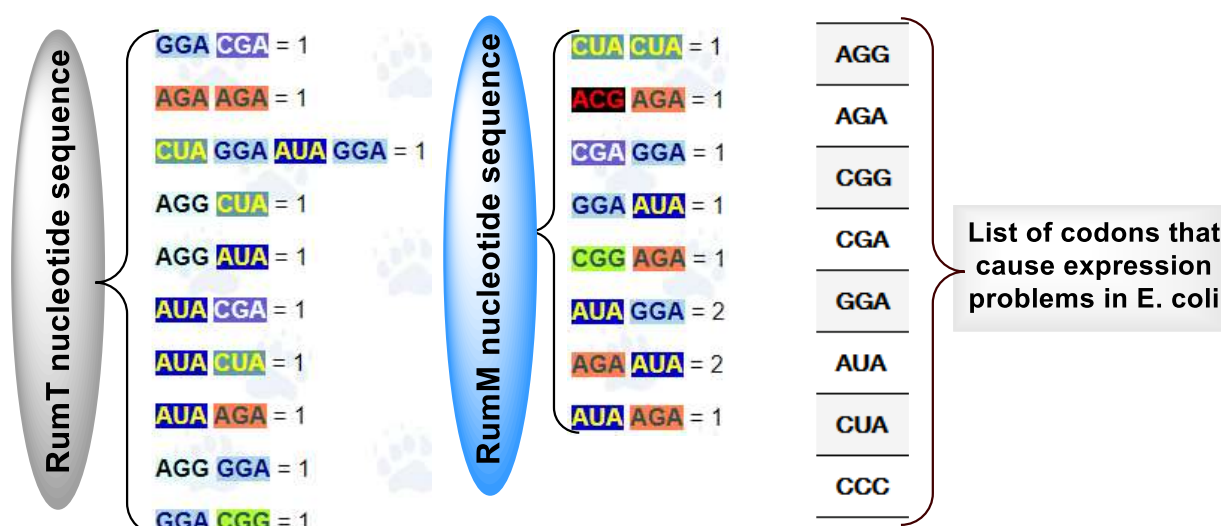 RumT nucleotide sequence
GGA CGA = 1
AGA AGA = 1
CUA GGA AUA GGA = 1
AGG CUA = 1
AGG AUA = 1
AUA CGA = 1
AUA CUA = 1
AUA AGA = 1
AGG GGA = 1
GGA CGG = 1
RumM nucleotide sequence
CUA CUA = 1
ACG AGA = 1
CGA GGA = 1
GGA AUA = 1
CGG AGA = 1
AUA GGA = 2
AGA AUA = 2
AUA AGA = 1
AGG
AGA
CGG
CGA
GGA
AUA
CUA
CCC
List of codons that
cause expression
problems in E. coli